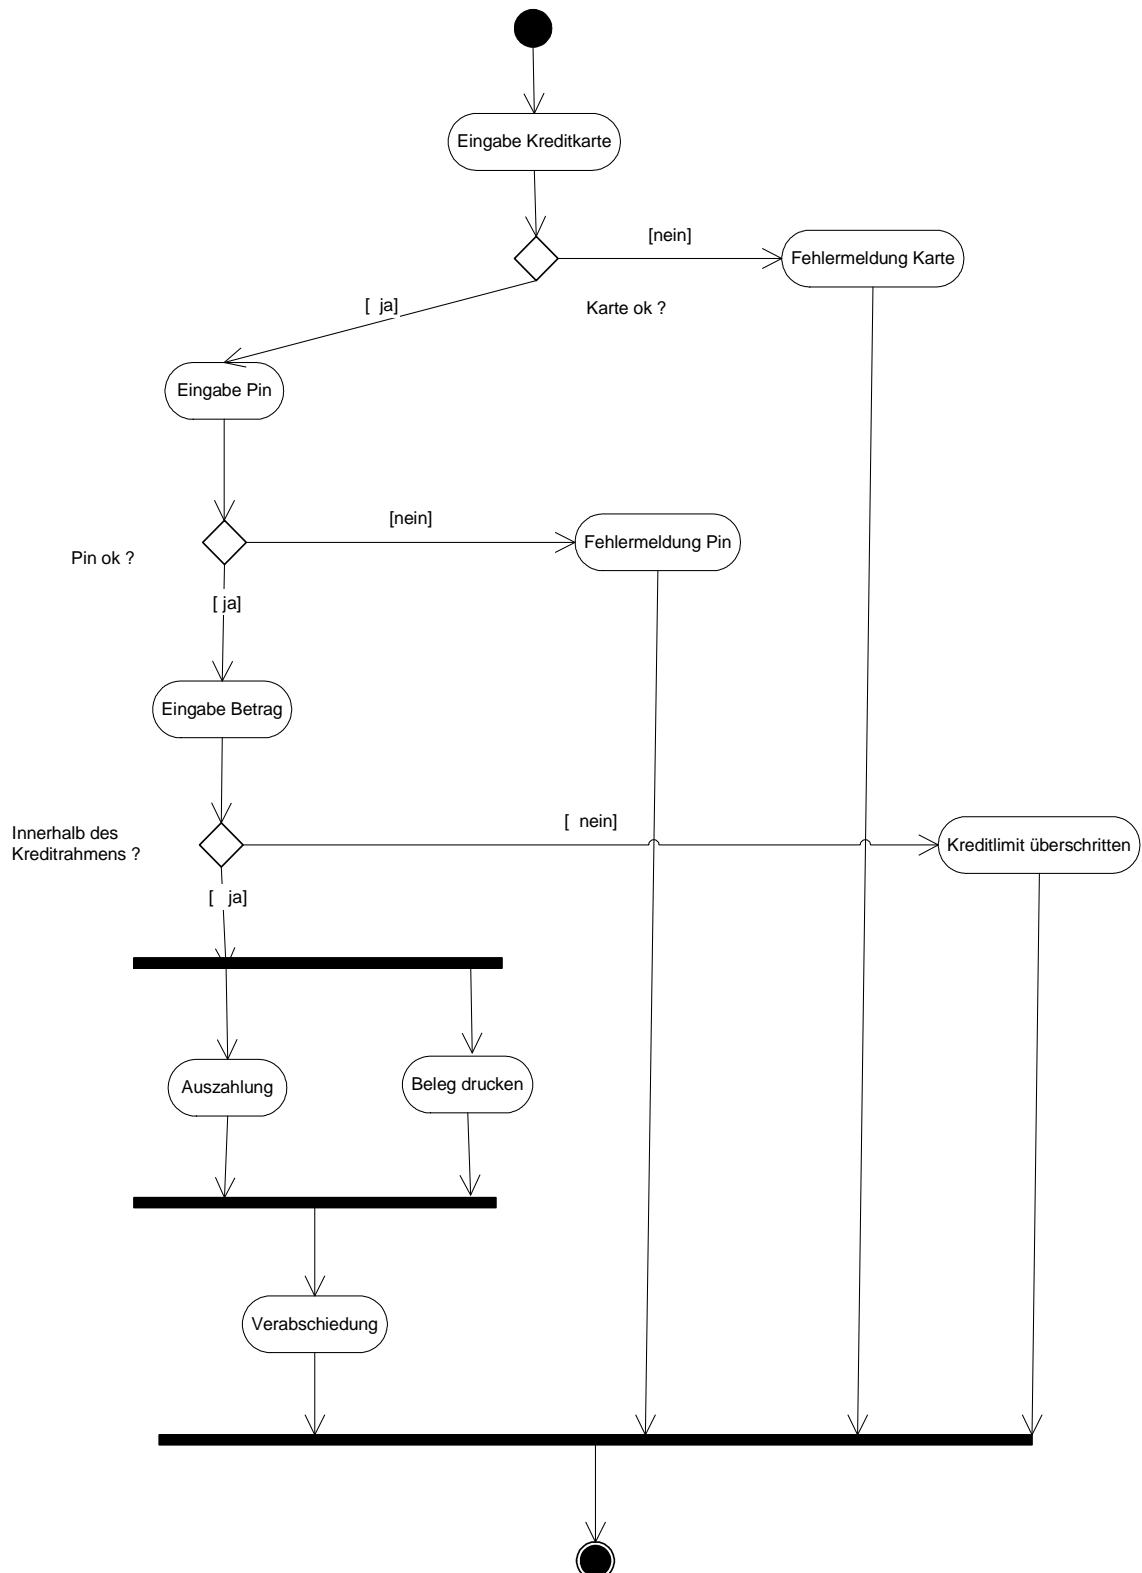 Eingabe Kreditkarte
[nein]
Fehlermeldung Karte
[ ja]
Karte ok ?
Eingabe Pin
[nein]
Fehlermeldung Pin
Pin ok ?
[ ja]
Eingabe Betrag
[ nein]
Innerhalb des
Kreditrahmens ?
Kreditlimit überschritten
[ ja]
Auszahlung
Beleg drucken
Verabschiedung